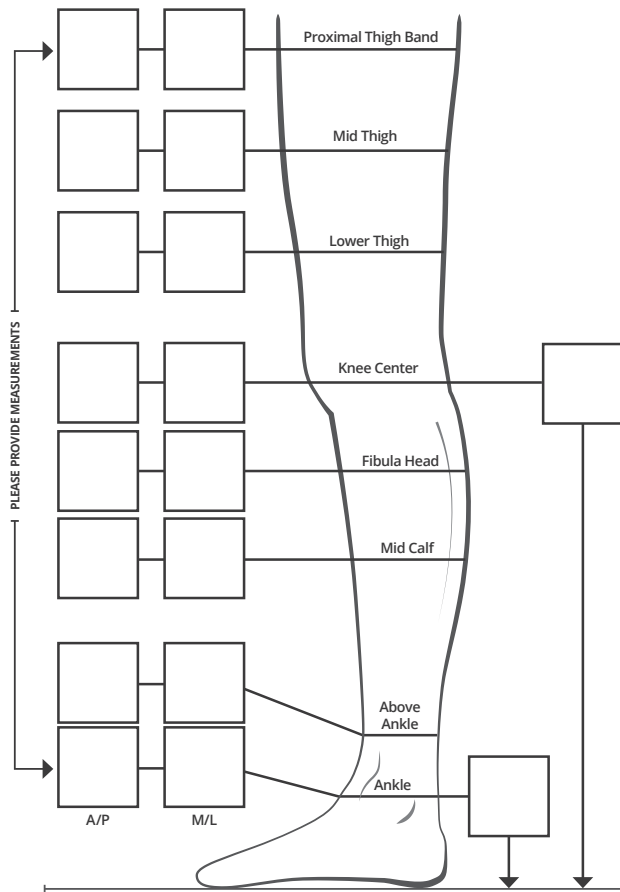 Proximal Thigh Band
Mid Thigh
Lower Thigh
PLEASE PROVIDE MEASUREMENTS
Knee Center
Fibula Head
Mid Calf
Above
Ankle
Ankle
A/P
M/L